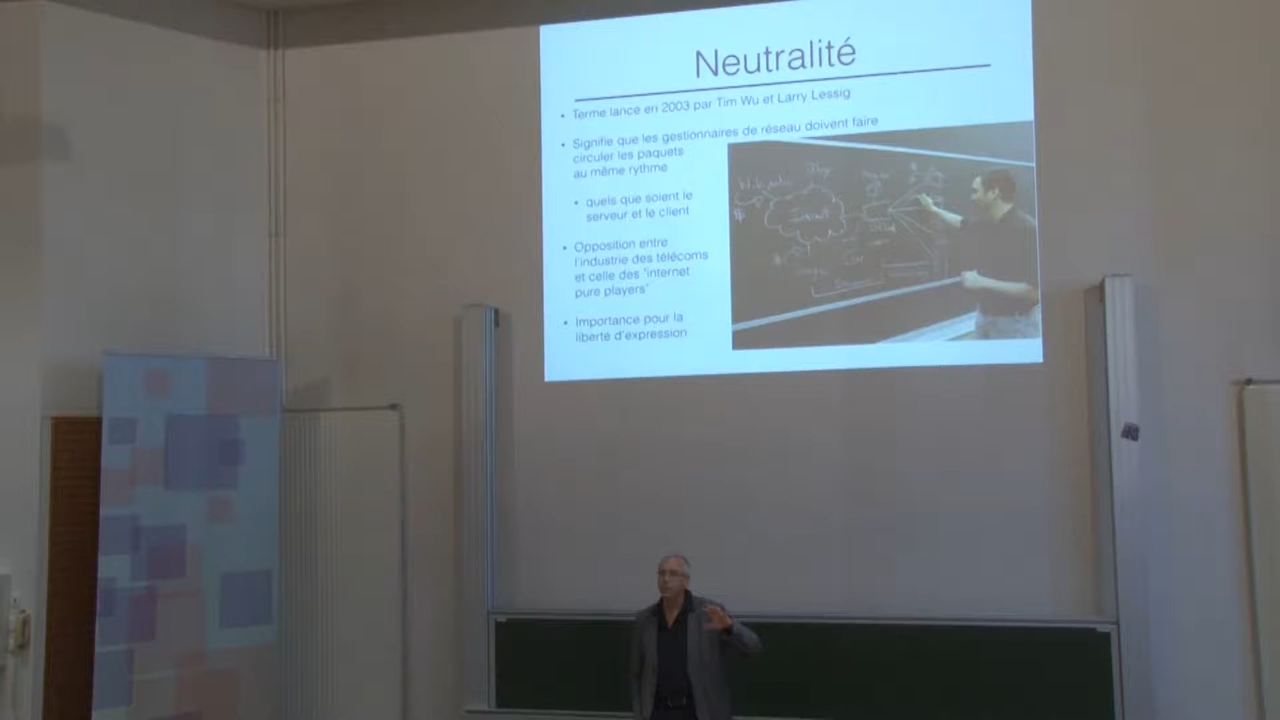 Neutralité
• Terme lancé en 2003 par Tim Wu et Larry Lessig
• Signifie que les gestionnaires de réseau doivent faire
circuler les paquets
au même rythme
• quels que soient le
serveur et le client
• Opposition entre
l'industrie des télécoms
et celle des "internet
pure players"
• Importance pour la
liberté d'expression